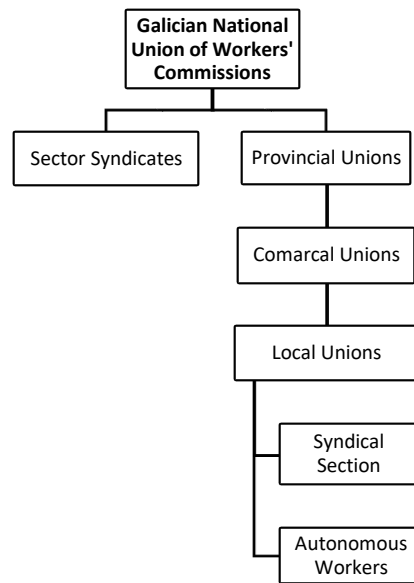 Galician National
Union of Workers'
Commissions
Sector Syndicates
Provincial Unions
Comarcal Unions
Local Unions
Syndical
Section
Autonomous
Workers